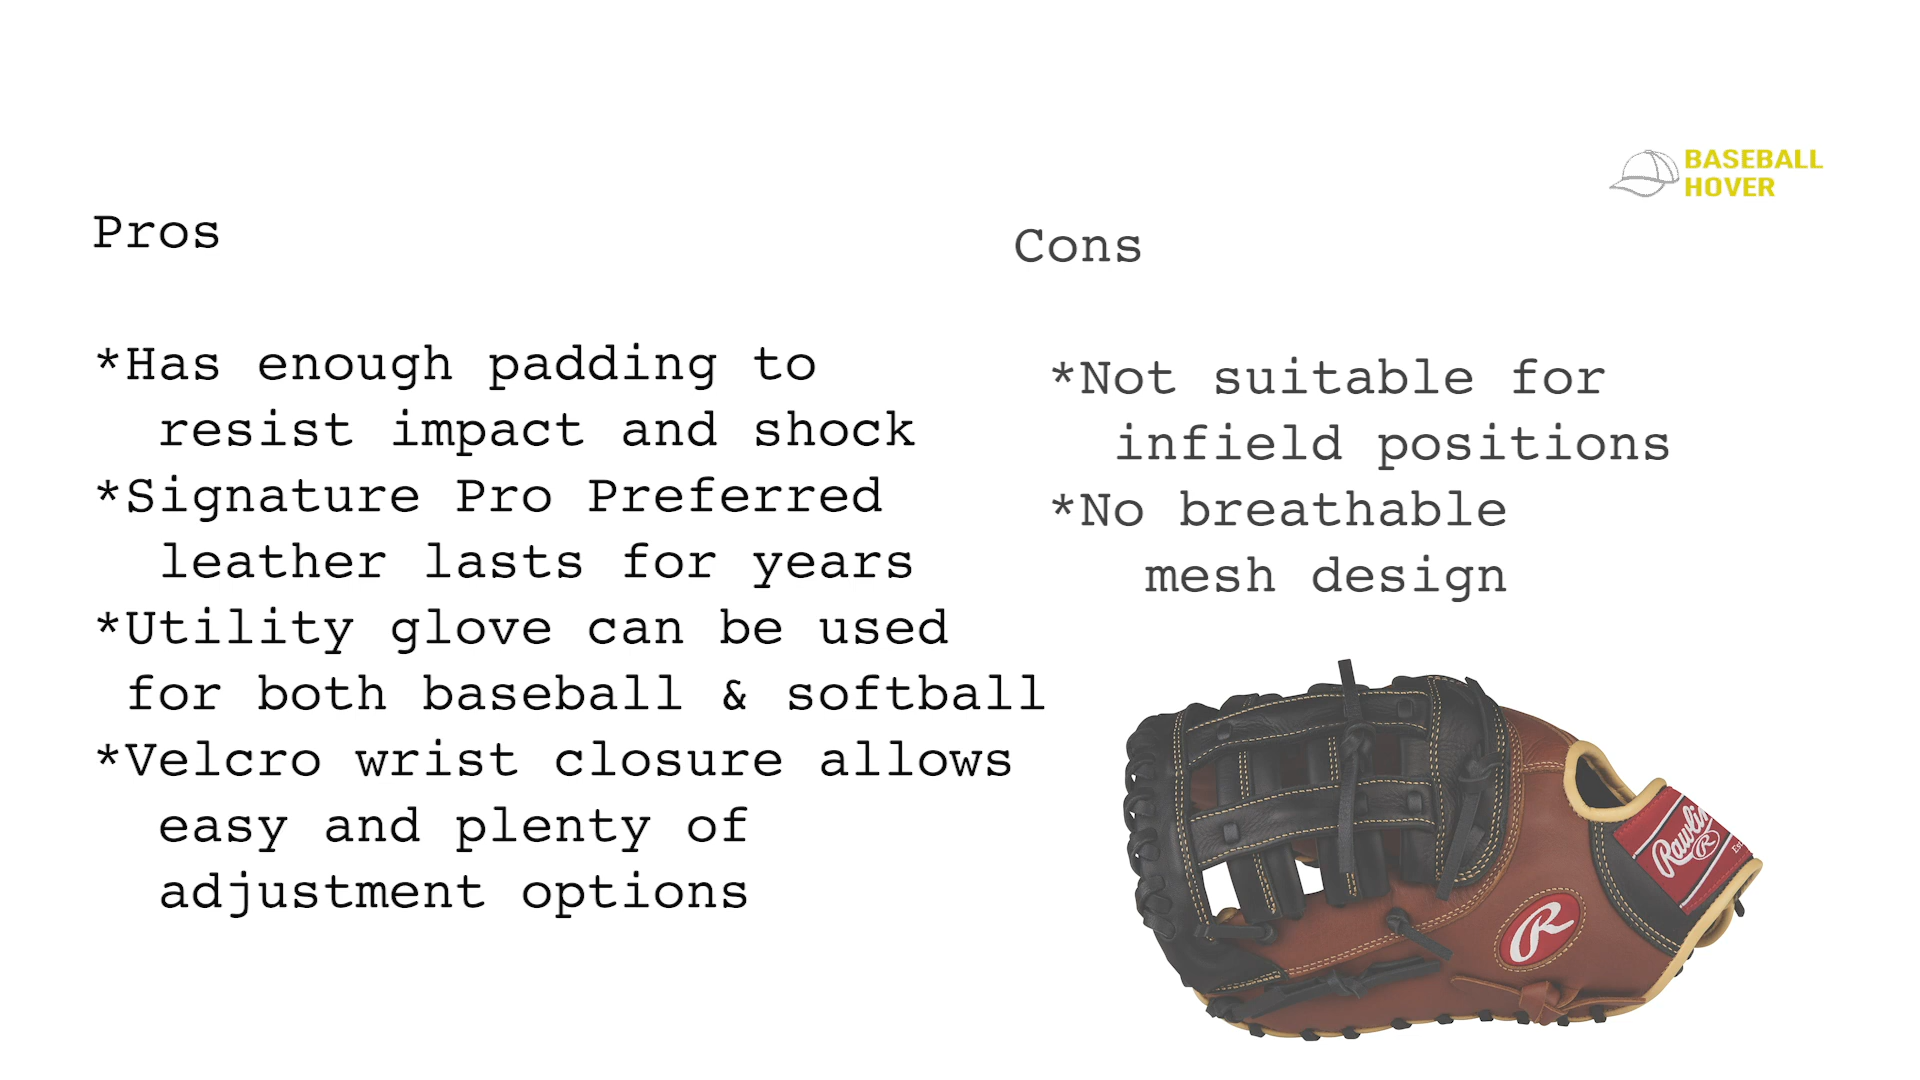 BASEBALL
HOVER
Pros
*Has enough padding to
resist impact and shock
*Signature Pro Preferred
leather lasts for years
*Utility glove can be used
for both baseball & softball
*Velcro wrist closure allows
easy and plenty of
adjustment options
Cons
*Not suitable for
infield positions
*No breathable
mesh design
R
R